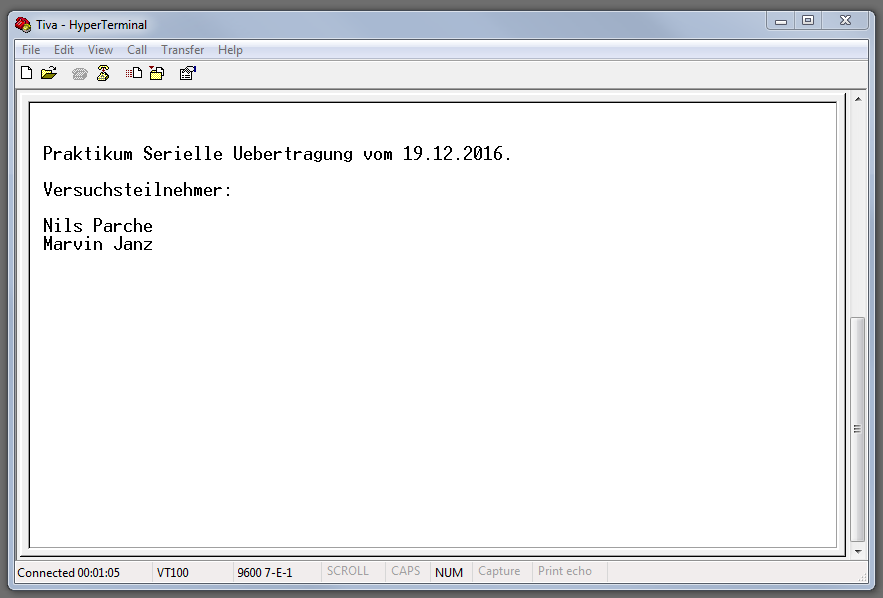 Tiva - HyperTerminal
File Edit View Call Transfer Help
Praktikum Serielle Uebertragung vom 19.12.2016.
Versuchsteilnehmer:
Nils Parche
Marvin Janz
Connected 00:01:05 VT100 9600 7-E-1 SCROLL CAPS NUM Capture Print echo